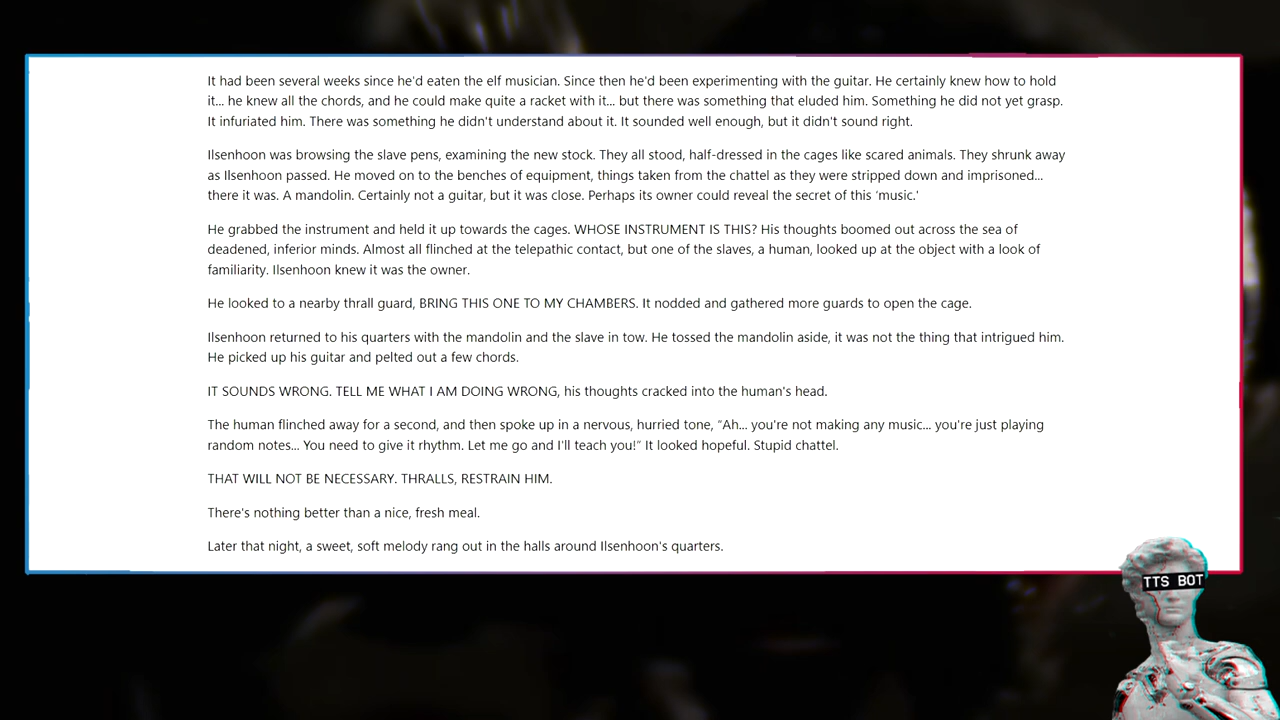 It had been several weeks since he'd eaten the elf musician. Since then he'd been experimenting with the guitar. He certainly knew how to hold
it... he knew all the chords, and he could make quite a racket with it... but there was something that eluded him. Something he did not yet grasp.
It infuriated him. There was something he didn't understand about it. It sounded well enough, but it didn't sound right.
Ilsenhoon was browsing the slave pens, examining the new stock. They all stood, half-dressed in the cages like scared animals. They shrunk away
as Ilsenhoon passed. He moved on to the benches of equipment, things taken from the chattel as they were stripped down and imprisoned...
there it was. A mandolin. Certainly not a guitar, but it was close. Perhaps its owner could reveal the secret of this 'music.'
He grabbed the instrument and held it up towards the cages. WHOSE INSTRUMENT IS THIS? His thoughts boomed out across the sea of
deadened, inferior minds. Almost all flinched at the telepathic contact, but one of the slaves, a human, looked up at the object with a look of
familiarity. Ilsenhoon knew it was the owner.
He looked to a nearby thrall guard, BRING THIS ONE TO MY CHAMBERS. It nodded and gathered more guards to open the cage.
Ilsenhoon returned to his quarters with the mandolin and the slave in tow. He tossed the mandolin aside, it was not the thing that intrigued him.
He picked up his guitar and pelted out a few chords.
IT SOUNDS WRONG. TELL ME WHAT I AM DOING WRONG, his thoughts cracked into the human's head.
The human flinched away for a second, and then spoke up in a nervous, hurried tone, "Ah... you're not making any music... you're just playing
random notes... You need to give it rhythm. Let me go and I'll teach you!" It looked hopeful. Stupid chattel.
THAT WILL NOT BE NECESSARY. THRALLS, RESTRAIN HIM.
There's nothing better than a nice, fresh meal.
Later that night, a sweet, soft melody rang out in the halls around Ilsenhoon's quarters.
TTS BOT